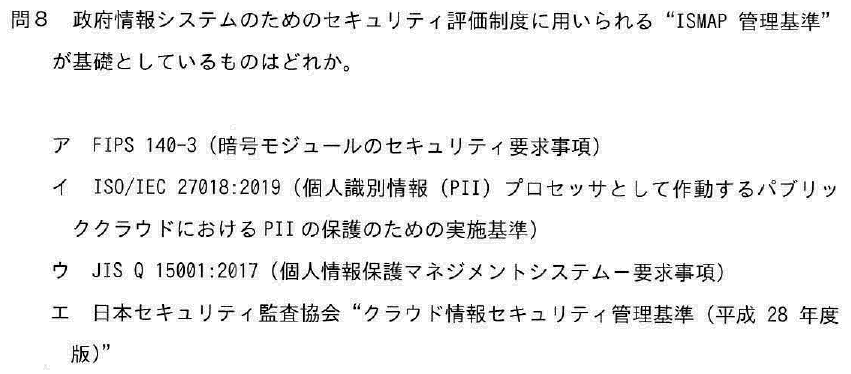 問8 政府情報システムのためのセキュリティ評価制度に用いられる“ISMAP 管理基準”
が基礎としているものはどれか。
ア FIPS 140-3（暗号モジュールのセキュリティ要求事項）
イ ISO/IEC 27018:2019（個人識別情報（PII）プロセッサとして作動するパブリッ
ククラウドにおける PII の保護のための実施基準）
ウ JIS Q 15001:2017（個人情報保護マネジメントシステム－要求事項）
エ 日本セキュリティ監査協会“クラウド情報セキュリティ管理基準（平成 28 年度
版）”